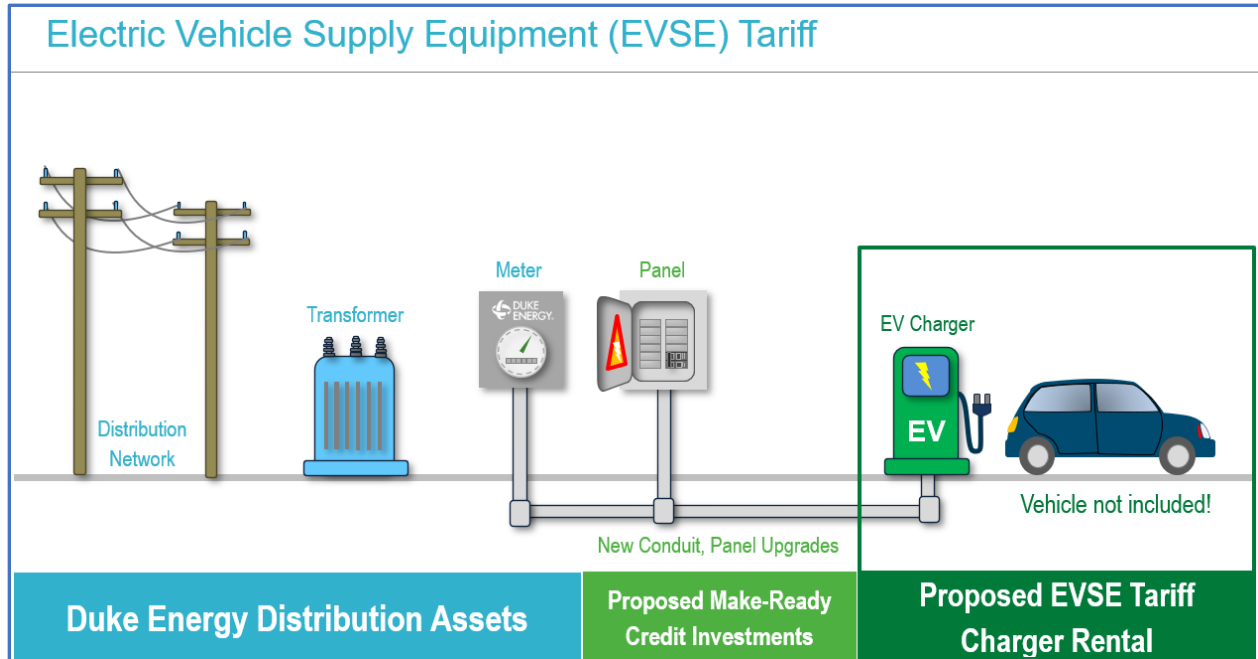 Electric Vehicle Supply Equipment (EVSE) Tariff
Meter
Panel
DUKE
ENERGY.
Transformer
EV Charger
EV
Distribution
Network
Vehicle not included!
New Conduit, Panel Upgrades
Duke Energy Distribution Assets
Proposed Make-Ready
Credit Investments
Proposed EVSE Tariff
Charger Rental